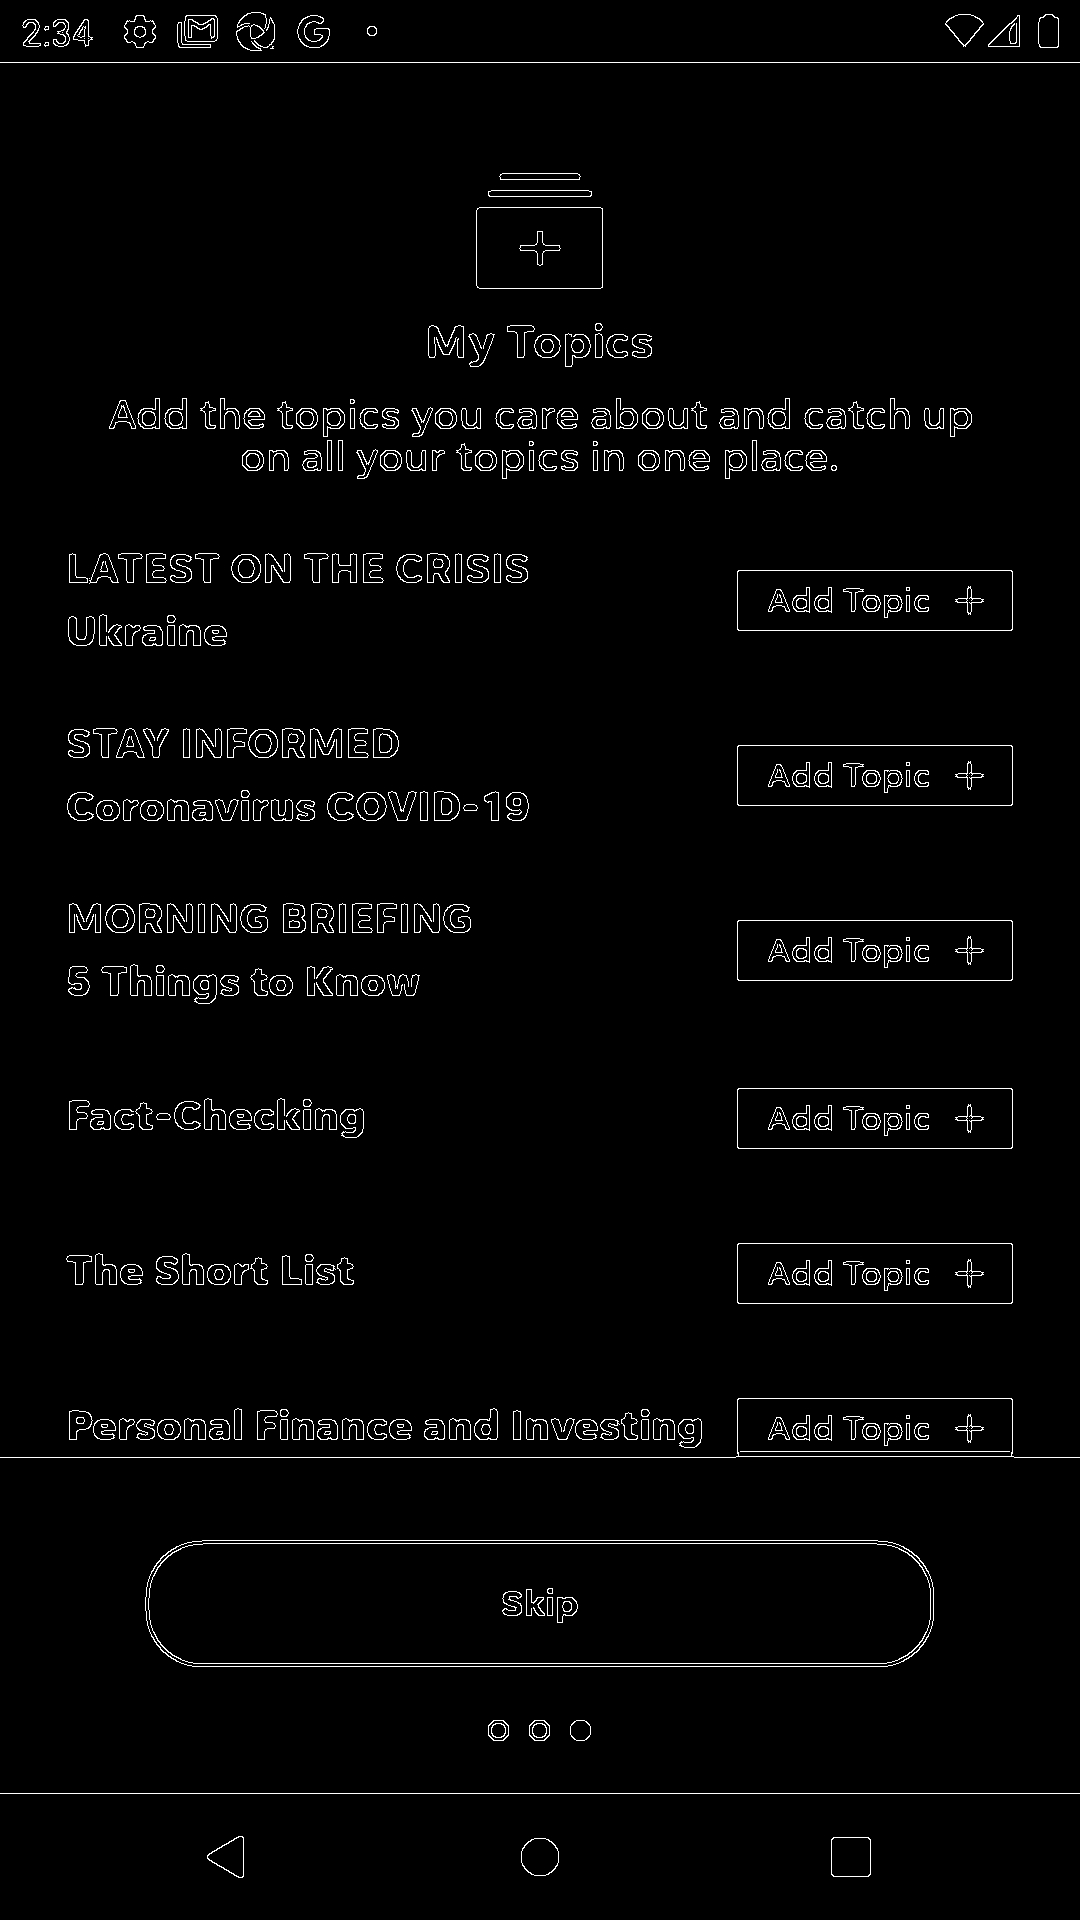 2:34
My Topics
Add the topics you care about and catch up
on all your topics in one place.
LATEST ON THE CRISIS
Ukraine
Add Topic
STAY INFORMED
Coronavirus COVID-19
Add Topic
MORNING BRIEFING
5 Things to Know
Add Topic
Fact-Checking
Add Topic
The Short List
Add Topic
Personal Finance and Investing
Add Topic
Skip